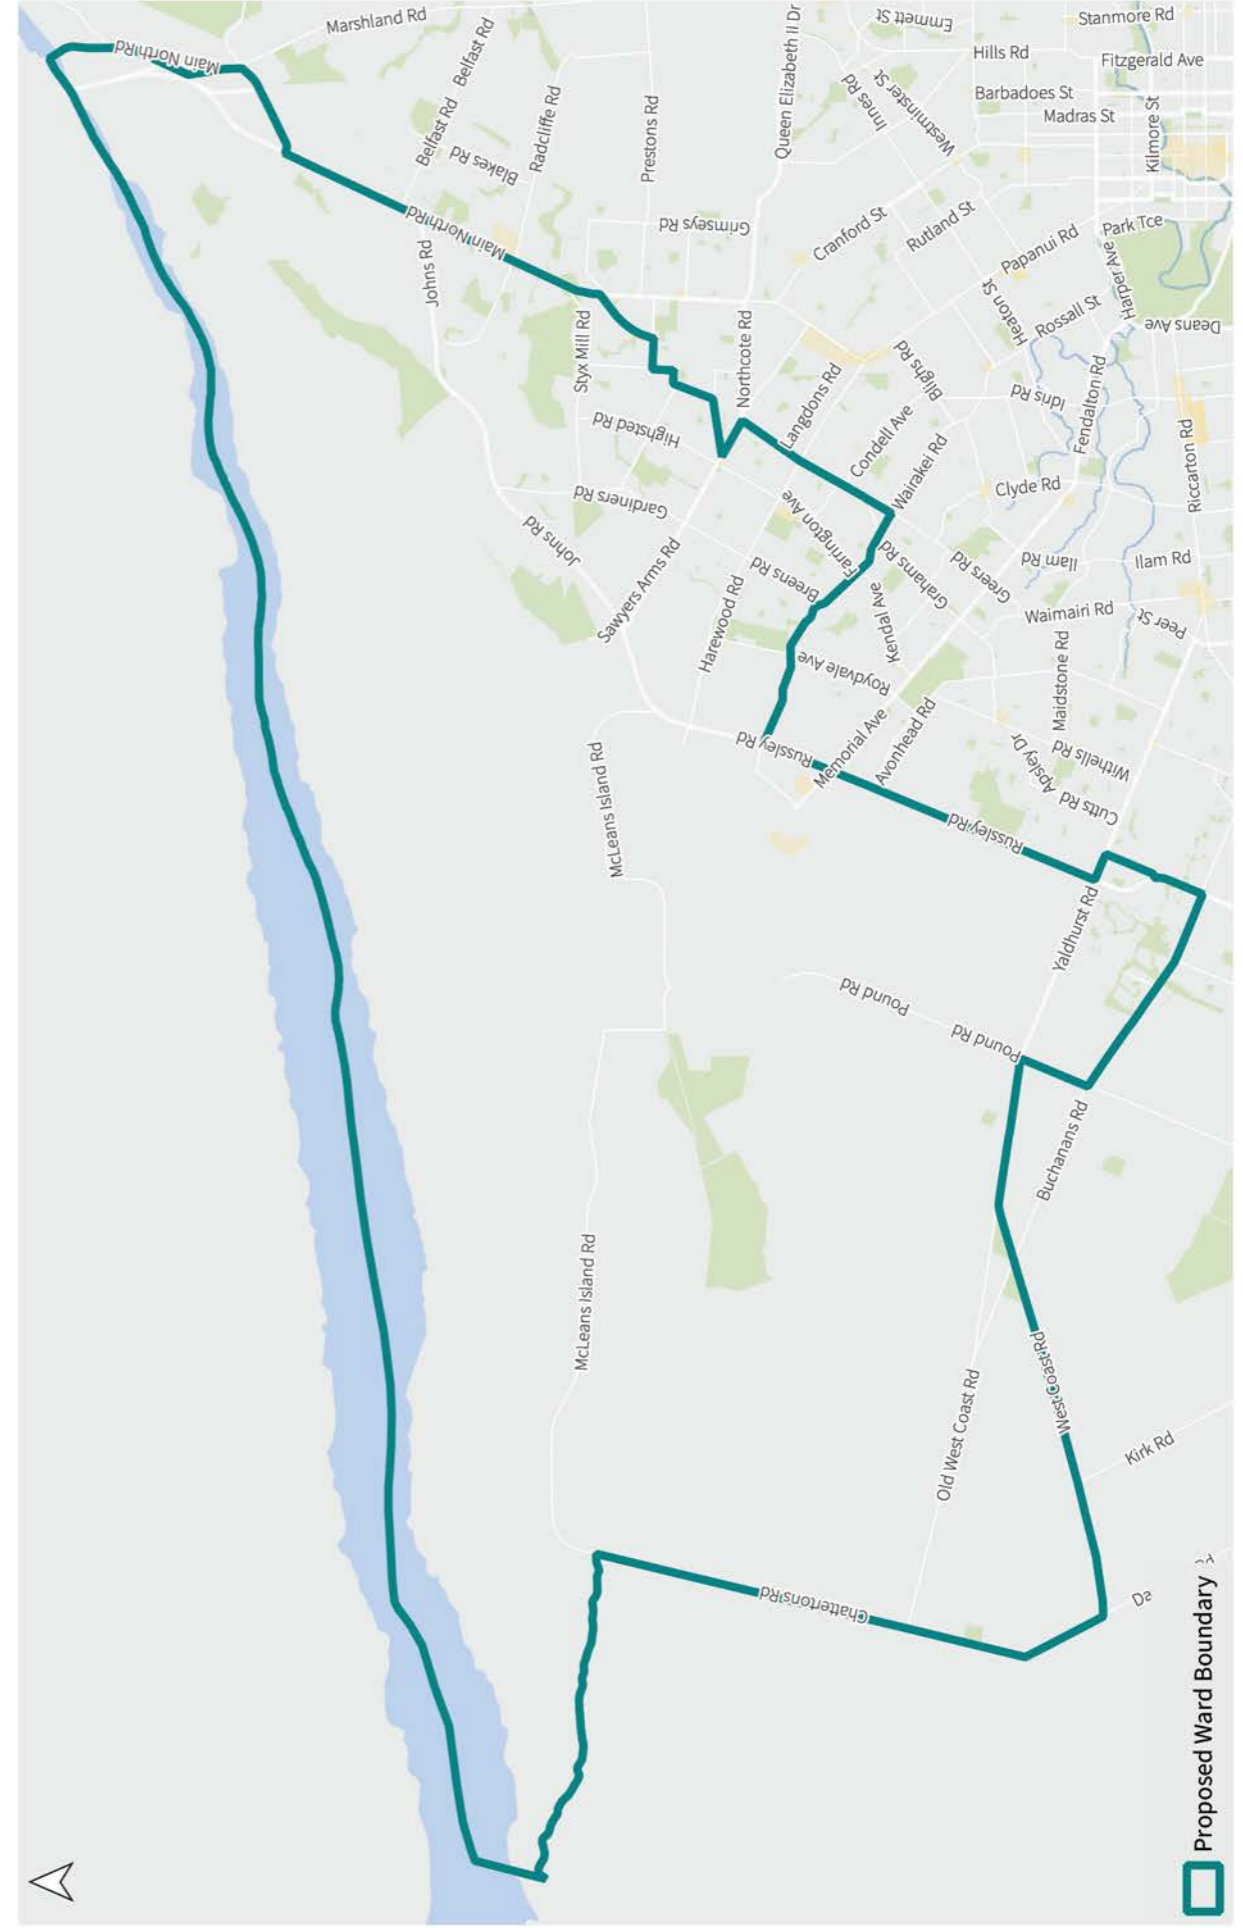 Marshland Rd
Main North Rd
Belfast Rd
Belfast Rd
Blakes Rd
Radcliffe Rd
Prestons Rd
Queen Elizabeth II Dr
Emmett St
Stanmore Rd
Hills Rd
Fitzgerald Ave
Innes Rd
Westminster St
Barbadoes St
Madras St
Kilmore St
Main North Rd
Johns Rd
Grimseys Rd
Cranford St
Rutland St
Papanui Rd
Park Tce
Harper Ave
Heaton St
Rossall St
Deans Ave
Styx Mill Rd
Northcote Rd
Langdons Rd
Blighs Rd
Idris Rd
Fendalton Rd
Highsted Rd
Condell Ave
Wairakei Rd
Clyde Rd
Riccarton Rd
Gardiners Rd
Johns Rd
Farrington Ave
Sawyers Arms Rd
Breens Rd
Grahams Rd
Greers Rd
Ilam Rd
Ilam Rd
Harewood Rd
Kendal Ave
Waimairi Rd
Peer St
Roydvale Ave
Maidstone Rd
Russley Rd
Memorial Ave
Avonhead Rd
Apsley Dr
Withells Rd
Cutts Rd
McLeans Island Rd
Russley Rd
Yaldhurst Rd
Pound Rd
Pound Rd
Buchanans Rd
McLeans Island Rd
Old West Coast Rd
West Coast Rd
Kirk Rd
Chattertons Rd
Da
Proposed Ward Boundary